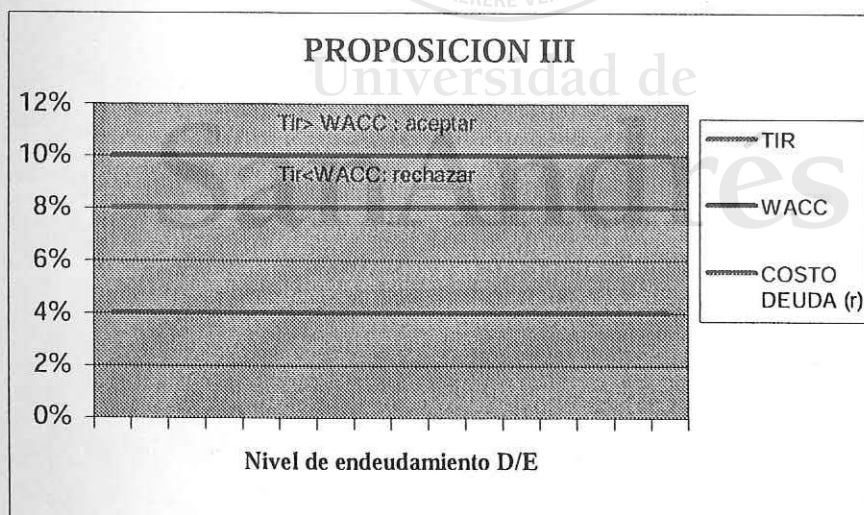 PROPOSICION III
Universidad de
SanAndrés
12%
10%
8%
6%
4%
2%
0%
Tir> WACC : aceptar
Tir<WACC: rechazar
TIR
WACC
COSTO
DEUDA (r)
Nivel de endeudamiento D/E